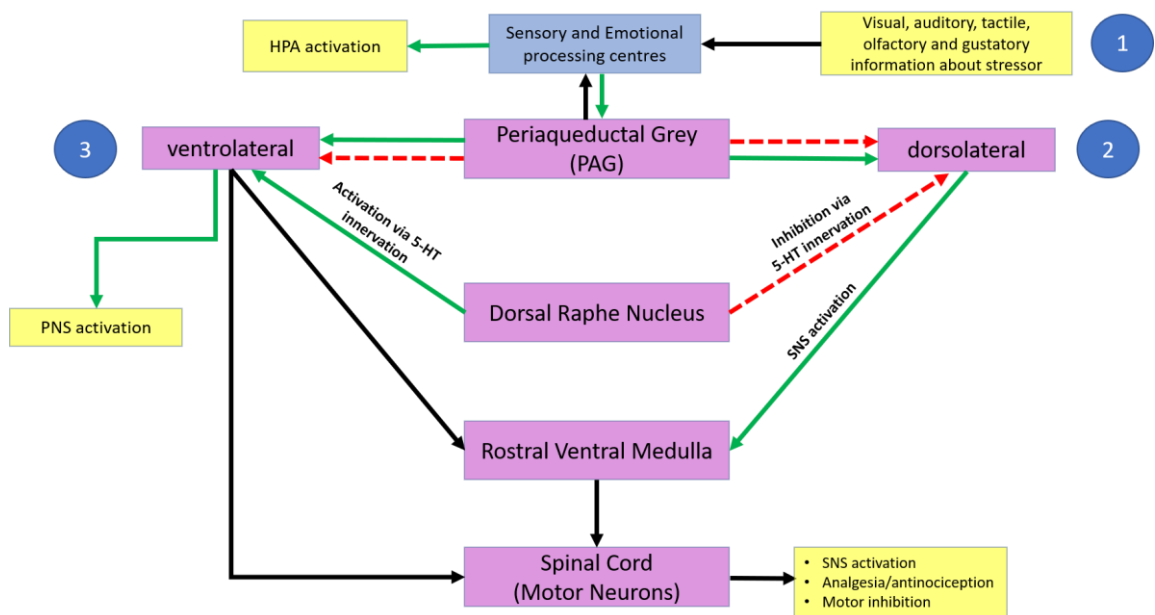 HPA activation
Sensory and Emotional
processing centres
Visual, auditory, tactile,
olfactory and gustatory
information about stressor
1
3
ventrolateral
Periaqueductal Grey
(PAG)
dorsolateral
2
Activation via 5-HT
innervation
Inhibition via
5-HT innervation
PNS activation
Dorsal Raphe Nucleus
SNS activation
Rostral Ventral Medulla
Spinal Cord
(Motor Neurons)
• SNS activation
• Analgesia/antinociception
• Motor inhibition